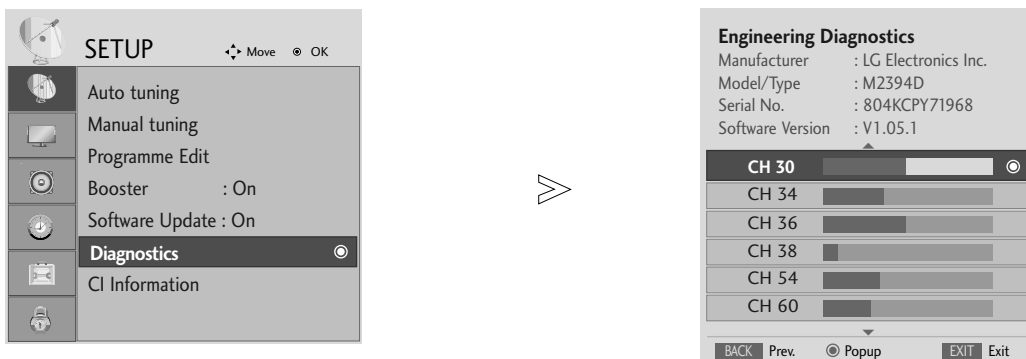 SETUP
Move
OK
Auto tuning
Manual tuning
Programme Edit
Booster : On
Software Update : On
Diagnostics
CI Information
Engineering Diagnostics
Manufacturer : LG Electronics Inc.
Model/Type : M2394D
Serial No. : 804KCPY71968
Software Version : V1.05.1
CH 30
CH 34
CH 36
CH 38
CH 54
CH 60
BACK Prev. Popup EXIT Exit